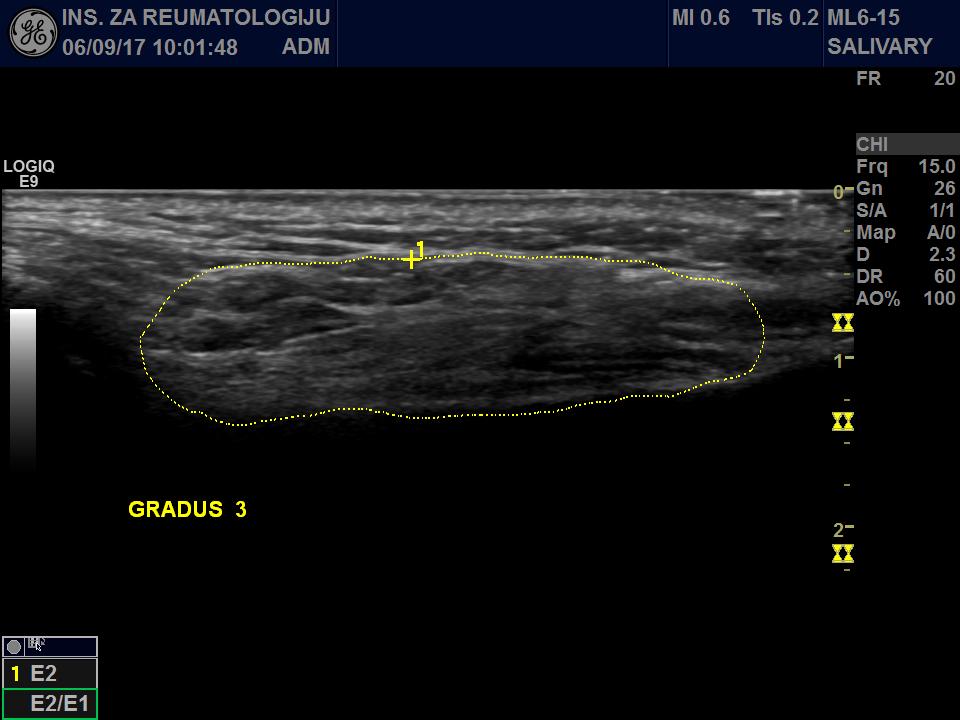 INS. ZA REUMATOLOGIJU
06/09/17 10:01:48 ADM
MI 0.6 TIs 0.2
ML6-15
SALIVARY
FR 20
CHI
Frq 15.0
Gn 26
S/A 1/1
Map A/0
D 2.3
DR 60
AO% 100
LOGIQ
E9
0
1
1
2
GRADUS 3
1 E2
E2/E1